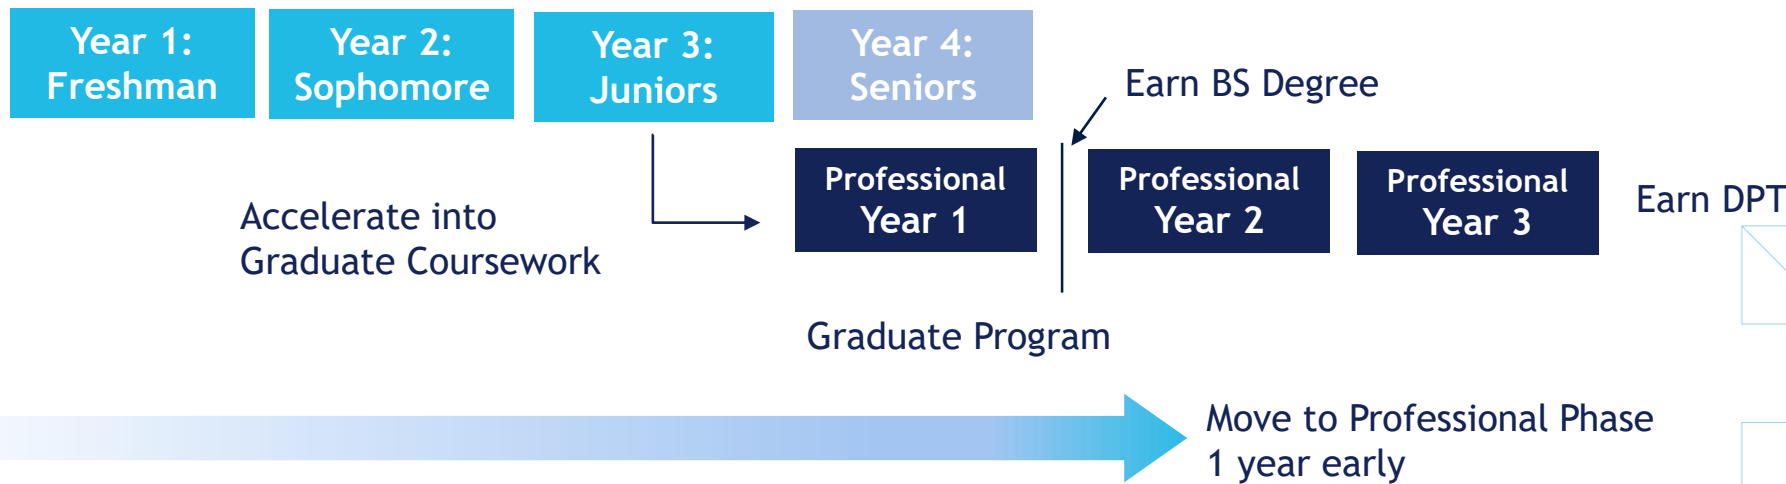 Year 1:
Freshman
Year 2:
Sophomore
Year 3:
Juniors
Year 4:
Seniors
Earn BS Degree
Accelerate into
Graduate Coursework
Professional
Year 1
Professional
Year 2
Professional
Year 3
Earn DPT
Graduate Program
Move to Professional Phase
1 year early